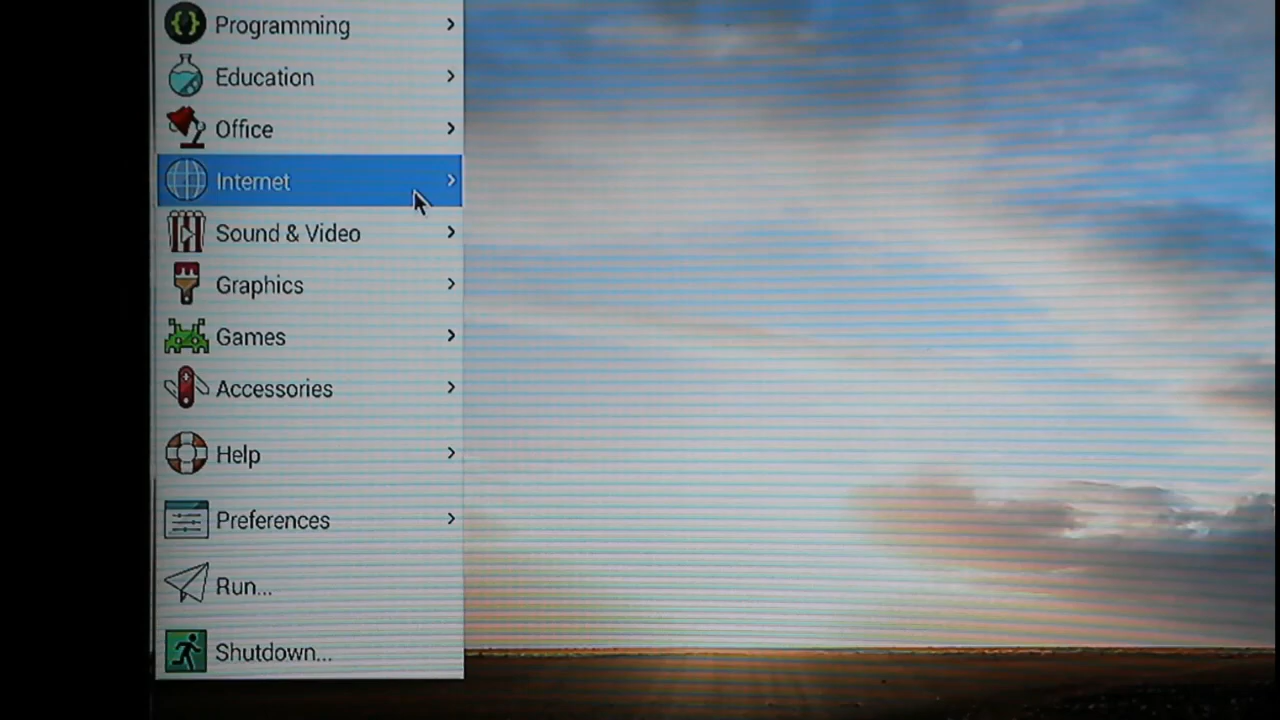 Programming
Education
Office
Internet
Sound & Video
Graphics
Games
Accessories
Help
Preferences
Run...
Shutdown...